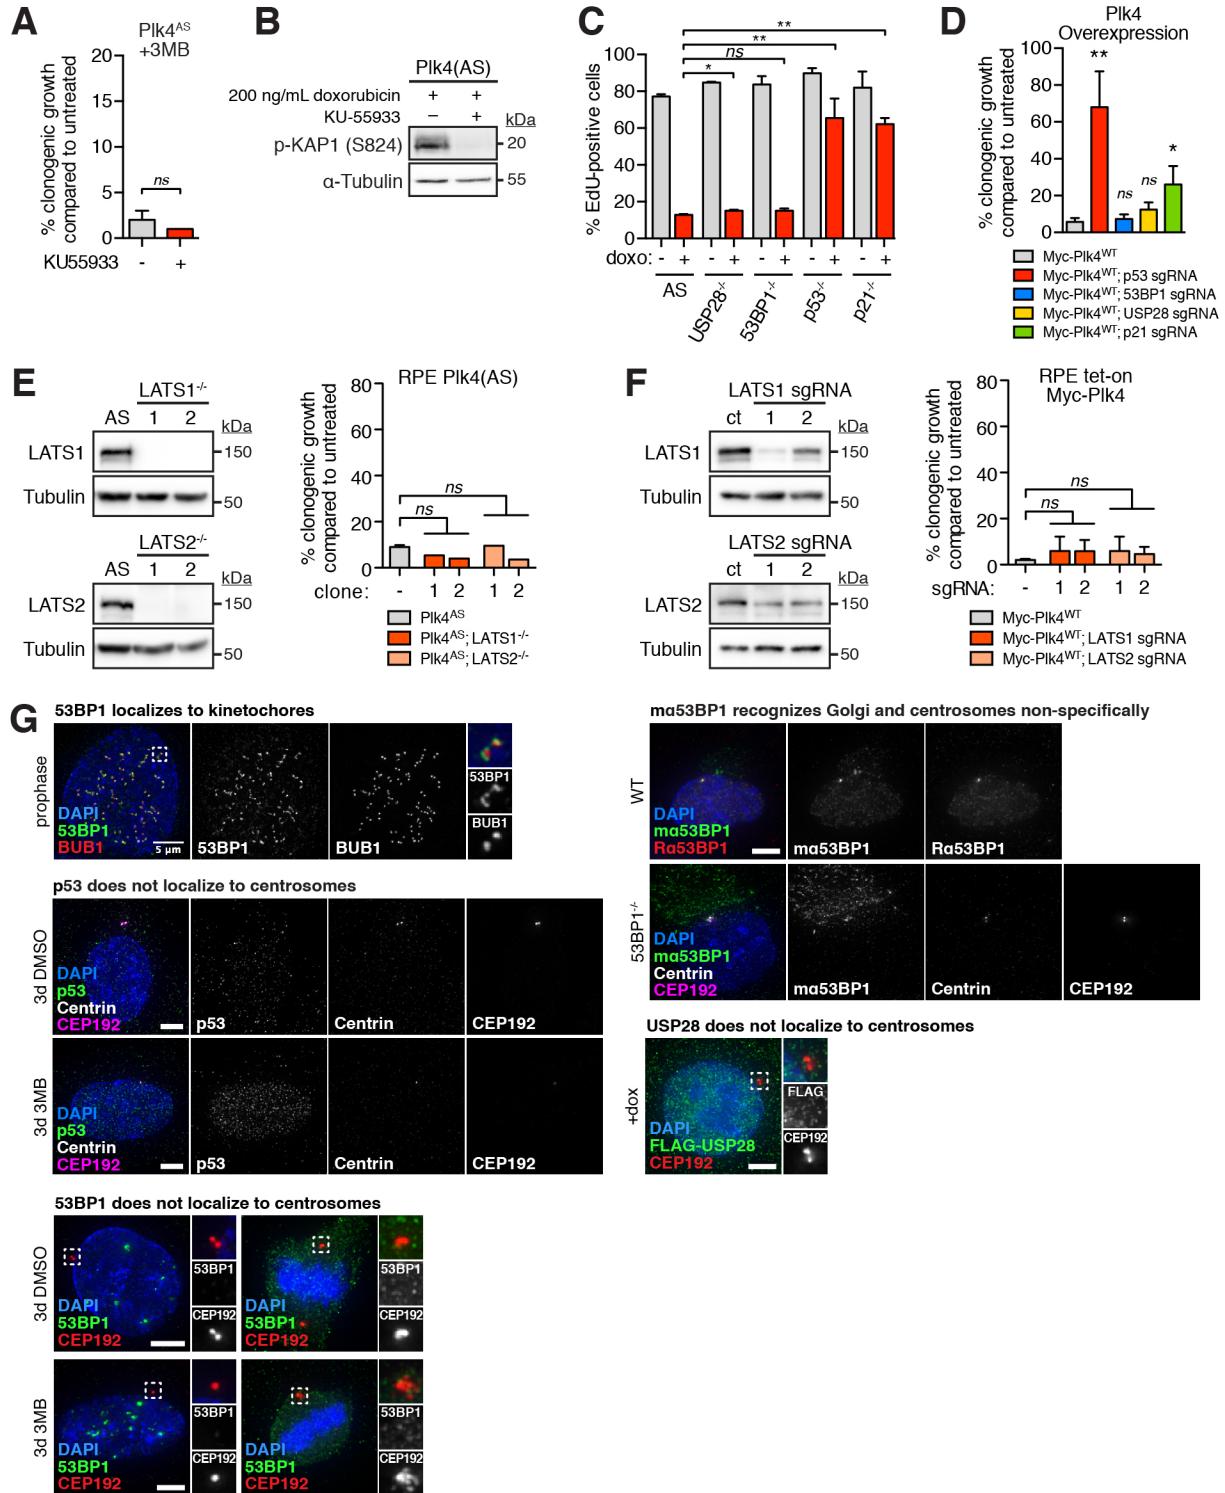 A
Plk4AS
+3MB
% clonogenic growth
compared to untreated
20
15
10
5
0
ns
KU55933
-
+
B
Plk4(AS)
200 ng/mL doxorubicin
+
+
KU-55933
–
+
kDa
p-KAP1 (S824)
20
α-Tubulin
55
C
% EdU-positive cells
100
80
60
40
20
0
**
**
ns
*
doxo:
-
+
-
+
-
+
-
+
-
+
AS
USP28-/-
53BP1-/-
p53-/-
p21-/-
D
Plk4
Overexpression
% clonogenic growth
compared to untreated
100
80
60
40
20
0
**
ns
ns
*
Myc-Plk4WT
Myc-Plk4WT; p53 sgRNA
Myc-Plk4WT; 53BP1 sgRNA
Myc-Plk4WT; USP28 sgRNA
Myc-Plk4WT; p21 sgRNA
E
LATS1-/-
AS
1
2
kDa
LATS1
150
Tubulin
50
LATS2-/-
AS
1
2
kDa
LATS2
150
Tubulin
50
RPE Plk4(AS)
% clonogenic growth
compared to untreated
80
60
40
20
0
ns
ns
clone:
-
1
2
1
2
Plk4AS
Plk4AS; LATS1-/-
Plk4AS; LATS2-/-
F
LATS1 sgRNA
ct
1
2
kDa
LATS1
150
Tubulin
50
LATS2 sgRNA
ct
1
2
kDa
LATS2
150
Tubulin
50
RPE tet-on
Myc-Plk4
% clonogenic growth
compared to untreated
80
60
40
20
0
ns
ns
sgRNA:
-
1
2
1
2
Myc-Plk4WT
Myc-Plk4WT; LATS1 sgRNA
Myc-Plk4WT; LATS2 sgRNA
G
53BP1 localizes to kinetochores
prophase
DAPI
53BP1
BUB1
5 µm
53BP1
BUB1
53BP1
BUB1
p53 does not localize to centrosomes
3d DMSO
DAPI
p53
Centrin
CEP192
p53
Centrin
CEP192
3d 3MB
DAPI
p53
Centrin
CEP192
p53
Centrin
CEP192
53BP1 does not localize to centrosomes
3d DMSO
DAPI
53BP1
CEP192
53BP1
CEP192
DAPI
53BP1
CEP192
53BP1
CEP192
3d 3MB
DAPI
53BP1
CEP192
53BP1
CEP192
DAPI
53BP1
CEP192
53BP1
CEP192
mα53BP1 recognizes Golgi and centrosomes non-specifically
WT
DAPI
mα53BP1
Rα53BP1
mα53BP1
Rα53BP1
53BP1-/-
DAPI
mα53BP1
Centrin
CEP192
mα53BP1
Centrin
CEP192
USP28 does not localize to centrosomes
+dox
DAPI
FLAG-USP28
CEP192
FLAG
CEP192